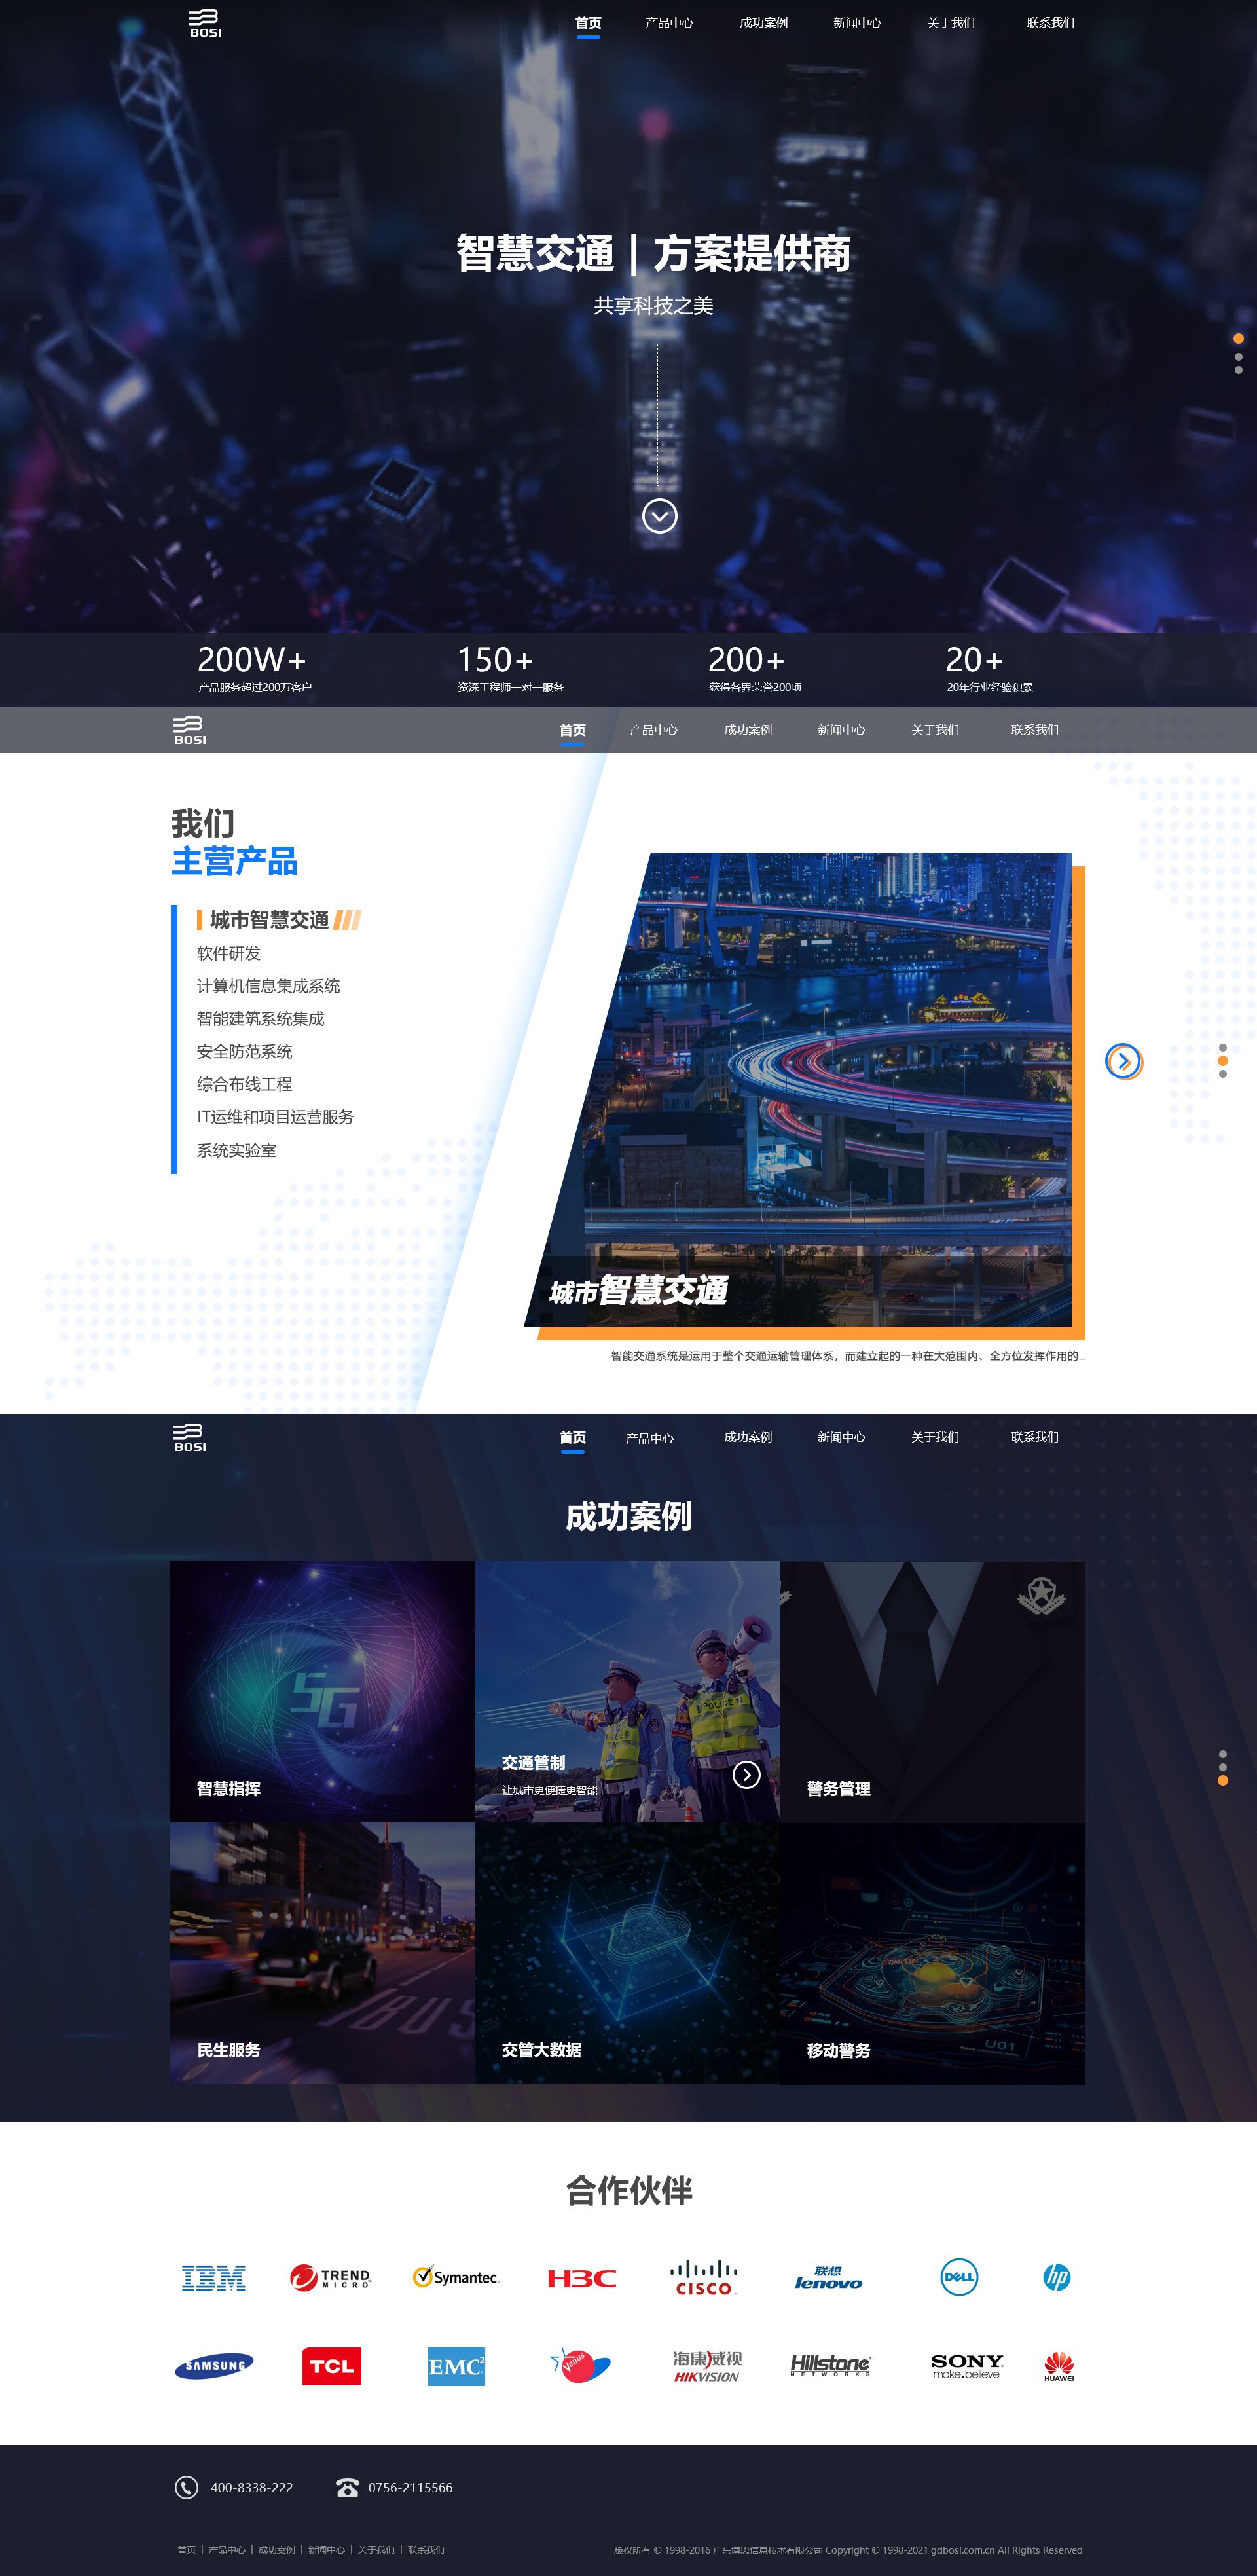 BOSI
首页 产品中心 成功案例 新闻中心 关于我们 联系我们
智慧交通 | 方案提供商
共享科技之美
200W+ 150+ 200+ 20+
产品服务超过200万客户 资深工程师一对一服务 获得各界荣誉200项 20年行业经验积累
BOSI
首页 产品中心 成功案例 新闻中心 关于我们 联系我们
我们
主营产品
城市智慧交通
软件研发
计算机信息集成系统
智能建筑系统集成
安全防范系统
综合布线工程
IT运维和项目运营服务
系统实验室
城市智慧交通
智能交通系统是运用于整个交通运输管理体系，而建立起的一种在大范围内、全方位发挥作用的...
BOSI
首页 产品中心 成功案例 新闻中心 关于我们 联系我们
成功案例
5G
智慧指挥
POLICE
交通管制
让城市更便捷更智能
警务管理
BUS
民生服务
交管大数据
U01
移动警务
合作伙伴
IBM
TREND MICRO
Symantec.
H3C
CISCO
联想 lenovo
DELL
hp
SAMSUNG
TCL
EMC²
Venus
海康威视 HIKVISION
Hillstone NETWORKS
SONY make.believe
HUAWEI
400-8338-222 0756-2115566
首页 | 产品中心 | 成功案例 | 新闻中心 | 关于我们 | 联系我们
版权所有 © 1998-2016 广东博思信息技术有限公司 Copyright © 1998-2021 gdbosi.com.cn All Rights Reserved